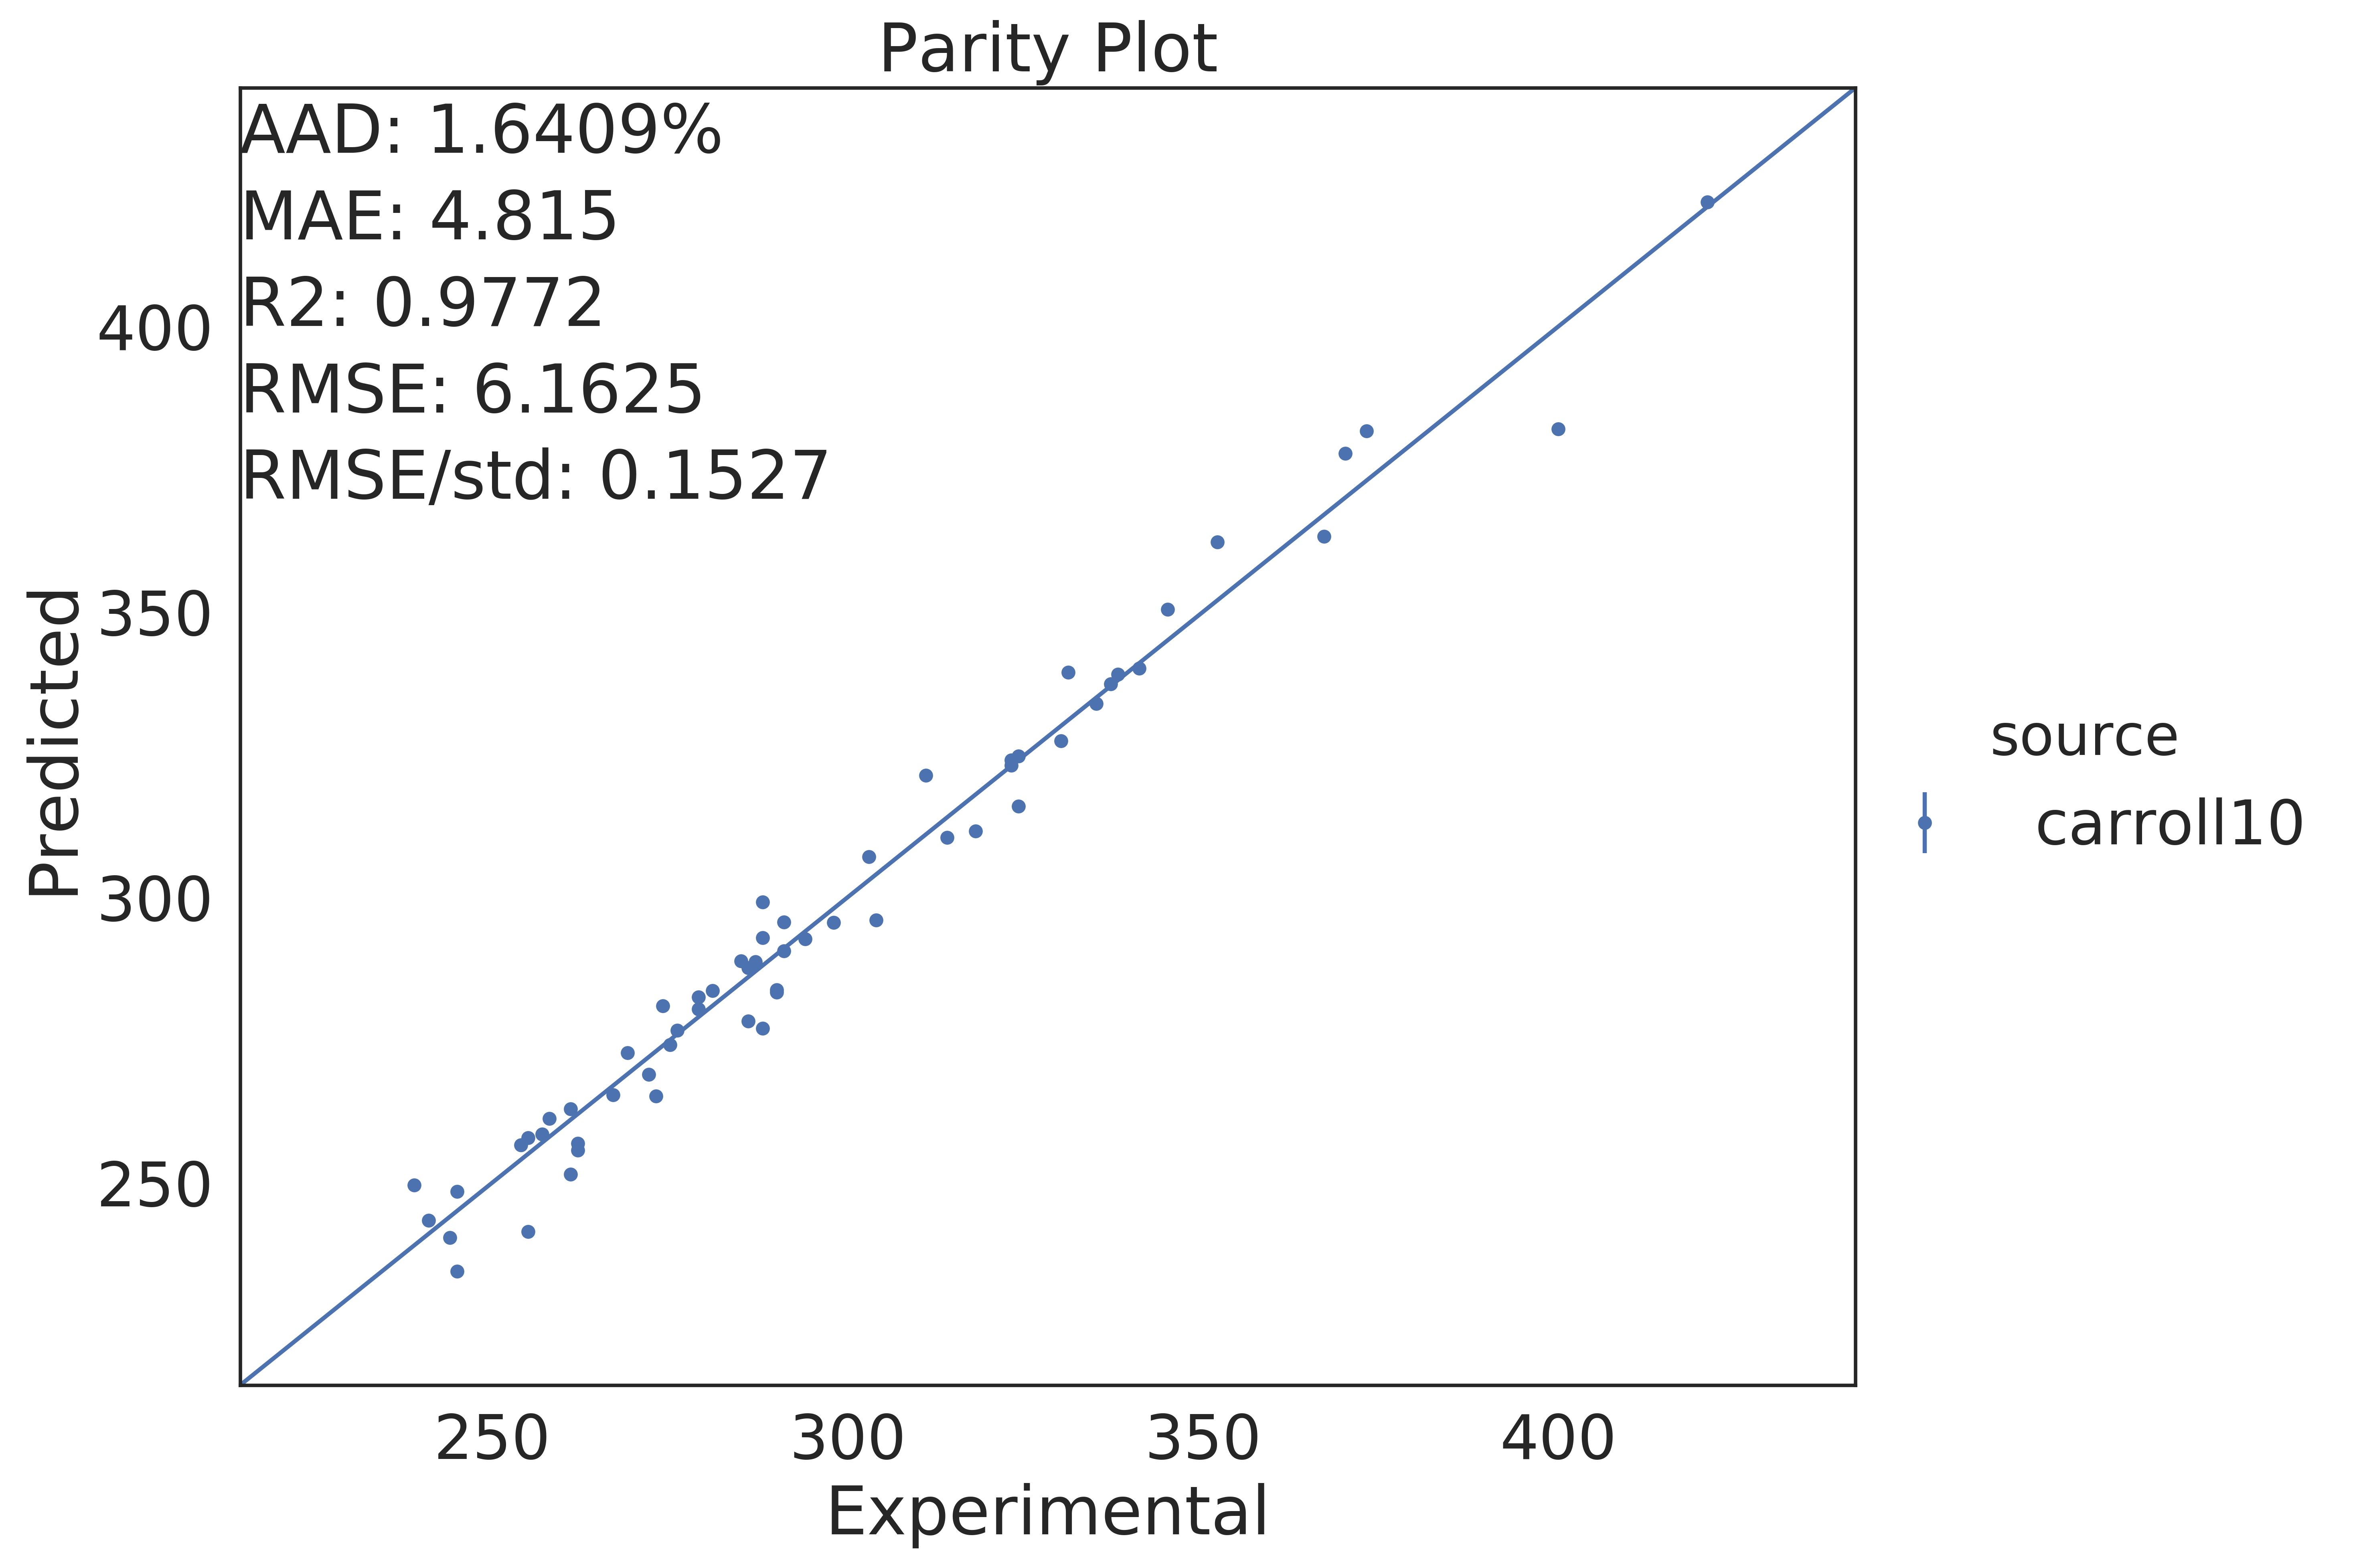 Parity Plot
AAD: 1.6409%
MAE: 4.815
R2: 0.9772
RMSE: 6.1625
RMSE/std: 0.1527
400
350
300
250
Predicted
250 300 350 400
Experimental
source
carroll10